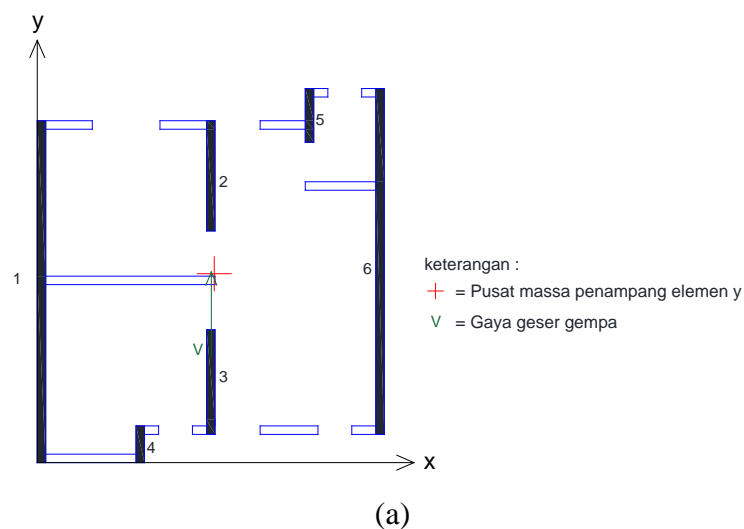 y
5
2
1
6
keterangan :
= Pusat massa penampang elemen y
V = Gaya geser gempa
V
3
4
x
(a)